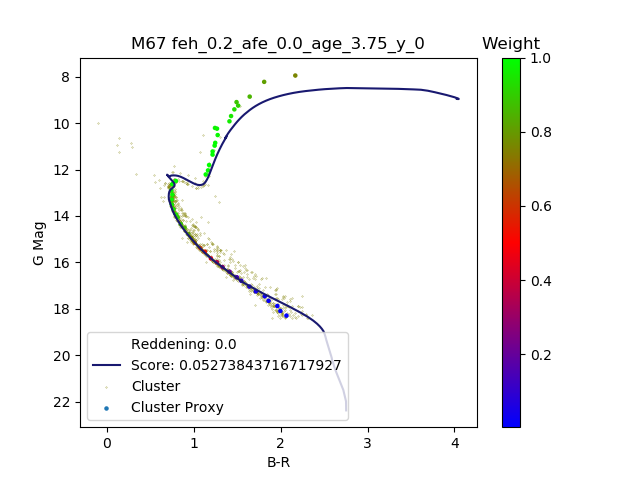 M67 feh_0.2_afe_0.0_age_3.75_y_0
Weight
8
10
12
14
16
18
20
22
G Mag
0
1
2
3
4
B-R
Reddening: 0.0
Score: 0.05273843716717927
Cluster
Cluster Proxy
1.0
0.8
0.6
0.4
0.2